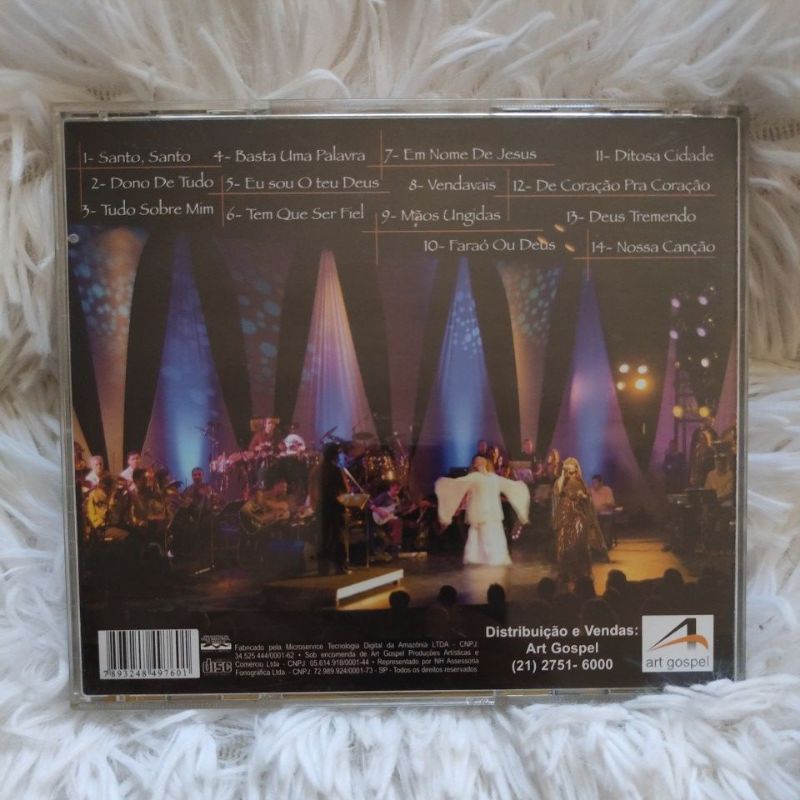 1- Santo, Santo
2- Dono De Tudo
3- Tudo Sobre Mim
4- Basta Uma Palavra
5- Eu sou O teu Deus
6- Tem Que Ser Fiel
7- Em Nome De Jesus
8- Vendavais
9- Mãos Ungidas
10- Faraó Ou Deus
11- Ditosa Cidade
12- De Coração Pra Coração
13- Deus Tremendo
14- Nossa Canção
7893248497601
disc
Fabricado pela Microservice Tecnologia Digital da Amazônia LTDA - CNPJ
34.525.444/0001-62 • Sob encomenda de Art Gospel Produções Artísticas e
Comércio Ltda - CNPJ: 05.614.918/0001-44 • Representado por NH Assessoria
Fonográfica Ltda. - CNPJ: 72.989.924/0001-73 - SP - Todos os direitos reservados
Distribuição e Vendas:
Art Gospel
(21) 2751- 6000
art gospel